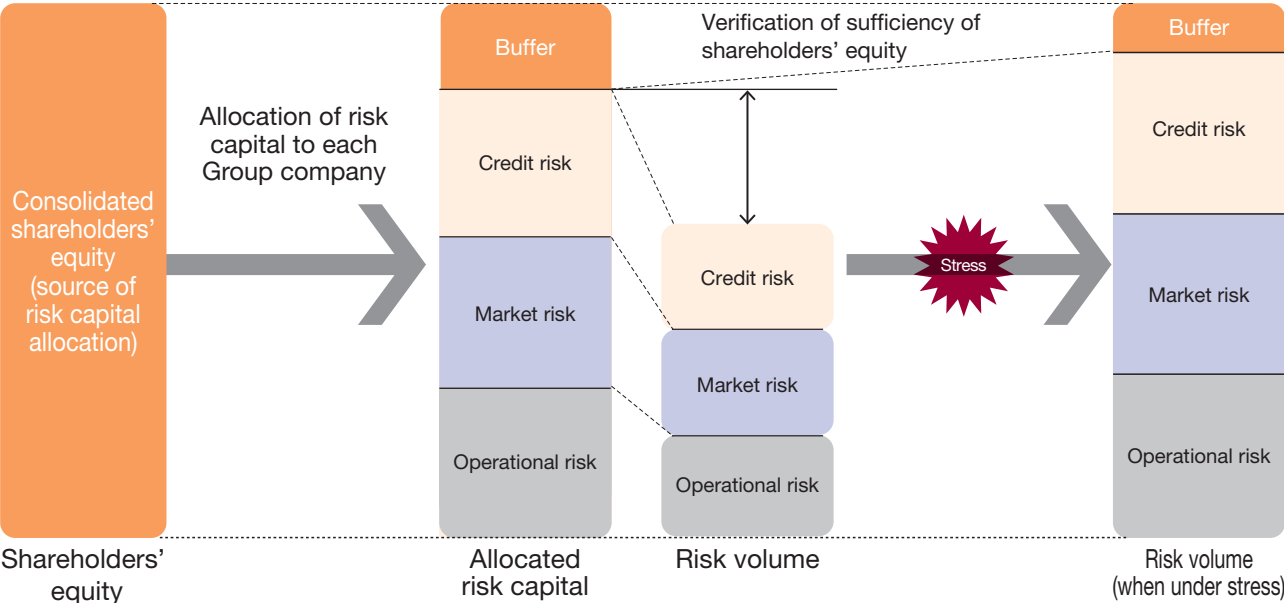 Consolidated
shareholders’
equity
(source of
risk capital
allocation)
Shareholders’
equity
Allocation of risk
capital to each
Group company
Buffer
Credit risk
Market risk
Operational risk
Allocated
risk capital
Verification of sufficiency of
shareholders’ equity
Credit risk
Market risk
Operational risk
Risk volume
Stress
Buffer
Credit risk
Market risk
Operational risk
Risk volume
(when under stress)